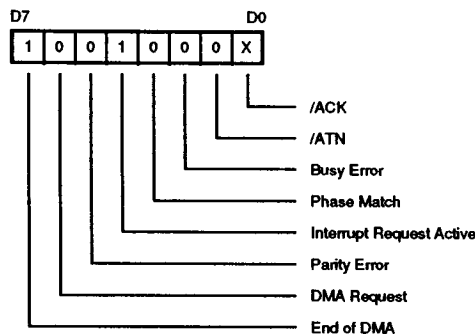 D7 D0
1 0 0 1 0 0 0 X
/ACK
/ATN
Busy Error
Phase Match
Interrupt Request Active
Parity Error
DMA Request
End of DMA